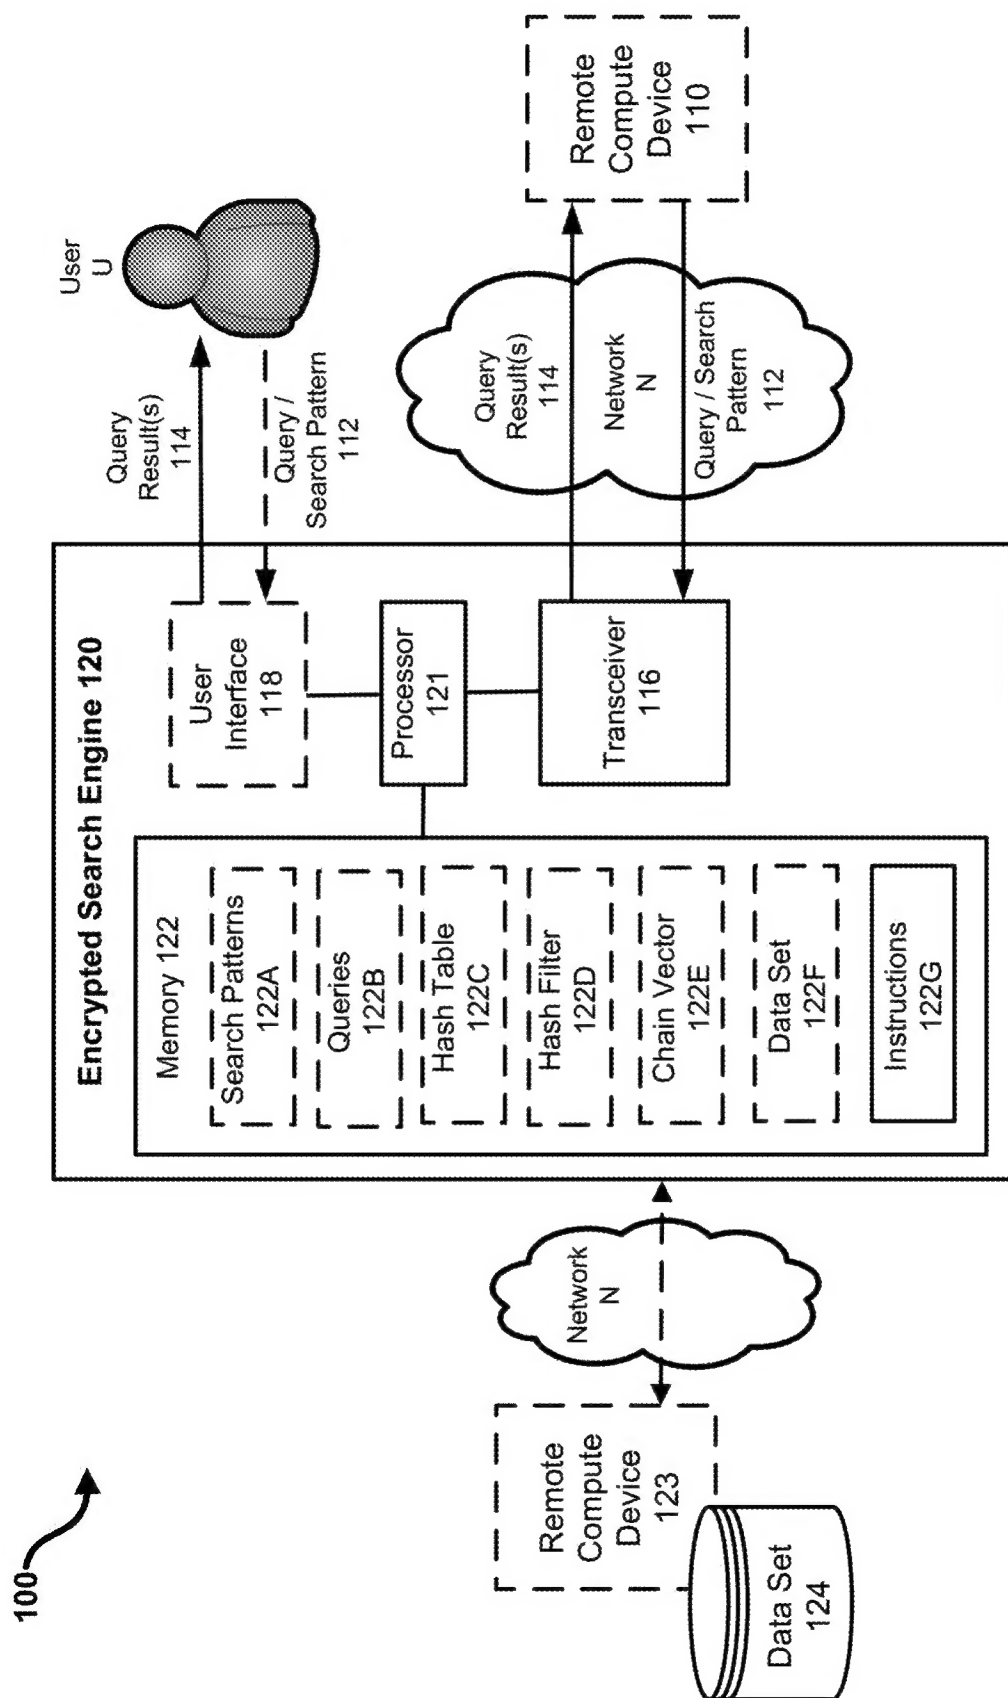 100
Encrypted Search Engine 120
Memory 122
Search Patterns
122A
Queries
122B
Hash Table
122C
Hash Filter
122D
Chain Vector
122E
Data Set
122F
Instructions
122G
User
Interface
118
Processor
121
Transceiver
116
User
U
Query
Result(s)
114
Query /
Search Pattern
112
Query
Result(s)
114
Network
N
Query / Search
Pattern
112
Remote
Compute
Device
110
Network
N
Remote
Compute
Device
123
Data Set
124